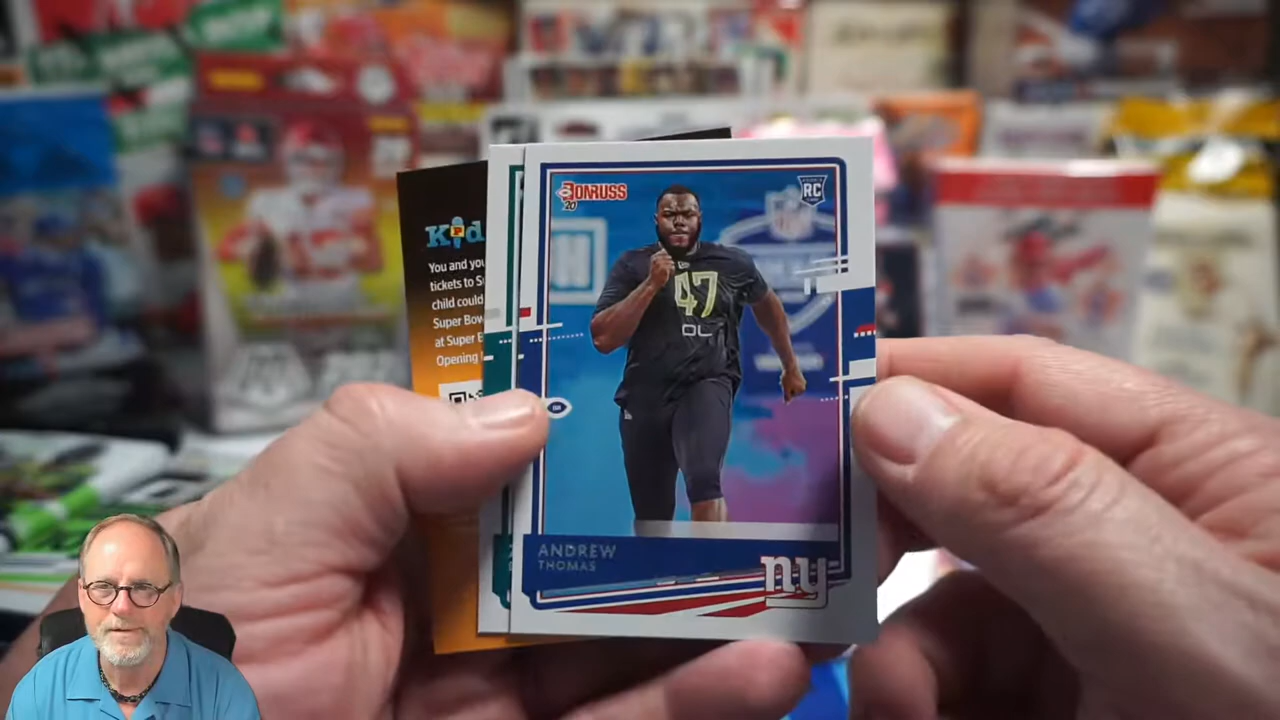 DONRUSS
20
RC
47
OL
Kid
You and you
tickets to S
child could
Super Bow
at Super B
Opening
ANDREW
THOMAS
ny